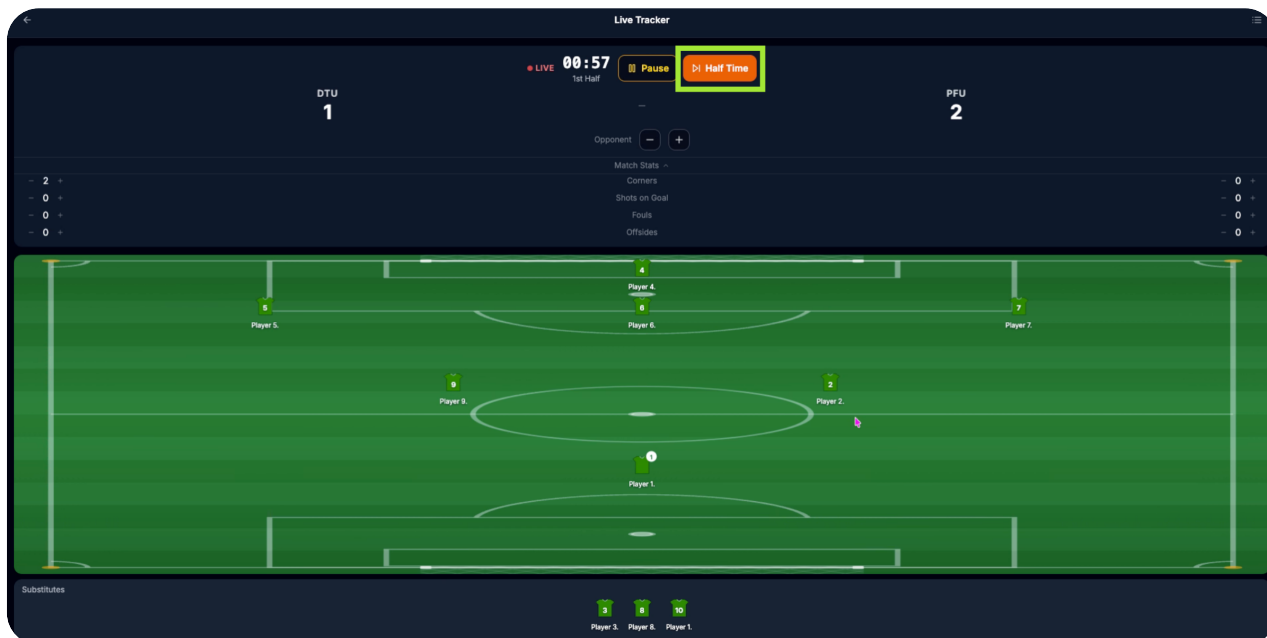 Live Tracker
LIVE 00:57 Pause Half Time
1st Half
DTU PFU
1 – 2
Opponent − +
Match Stats
− 2 + Corners − 0 +
− 0 + Shots on Goal − 0 +
− 0 + Fouls − 0 +
− 0 + Offsides − 0 +
4
Player 4.
5 6 7
Player 5. Player 6. Player 7.
9 2
Player 9. Player 2.
1
Player 1.
Substitutes
3 8 10
Player 3. Player 8. Player 1.